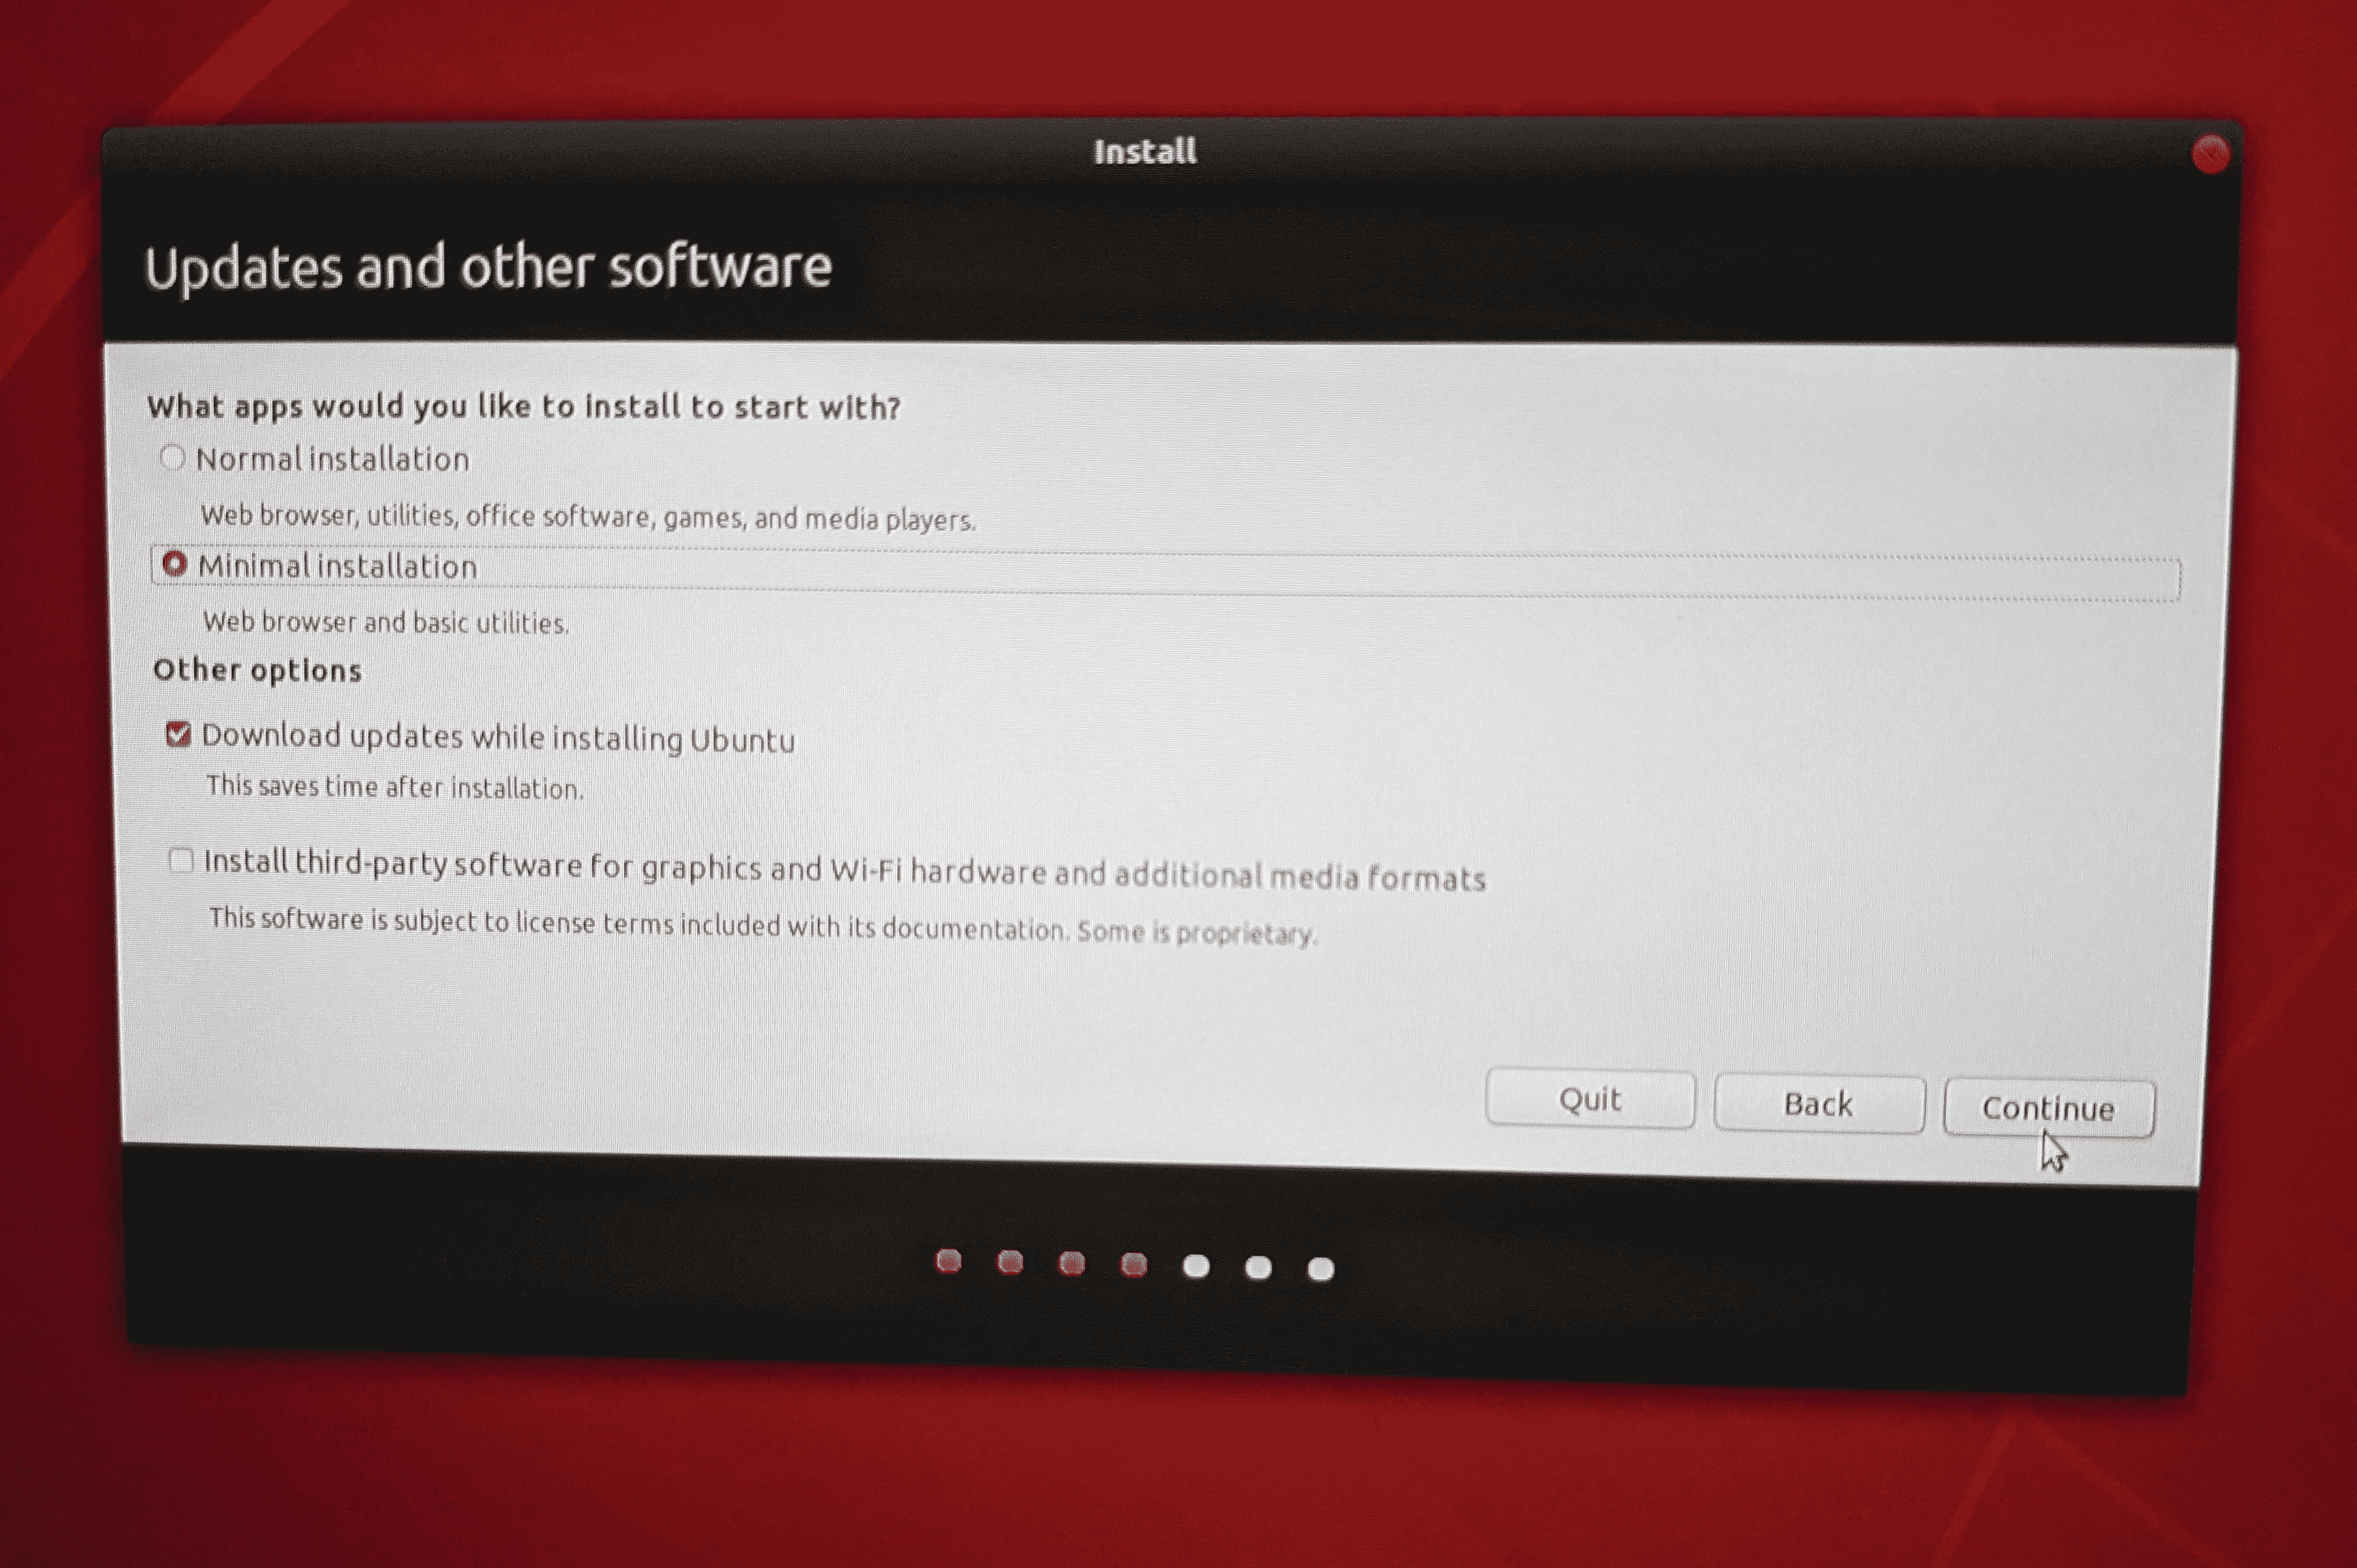 Install
Updates and other software
What apps would you like to install to start with?
Normal installation
Web browser, utilities, office software, games, and media players.
Minimal installation
Web browser and basic utilities.
Other options
Download updates while installing Ubuntu
This saves time after installation.
Install third-party software for graphics and Wi-Fi hardware and additional media formats
This software is subject to license terms included with its documentation. Some is proprietary.
Quit
Back
Continue